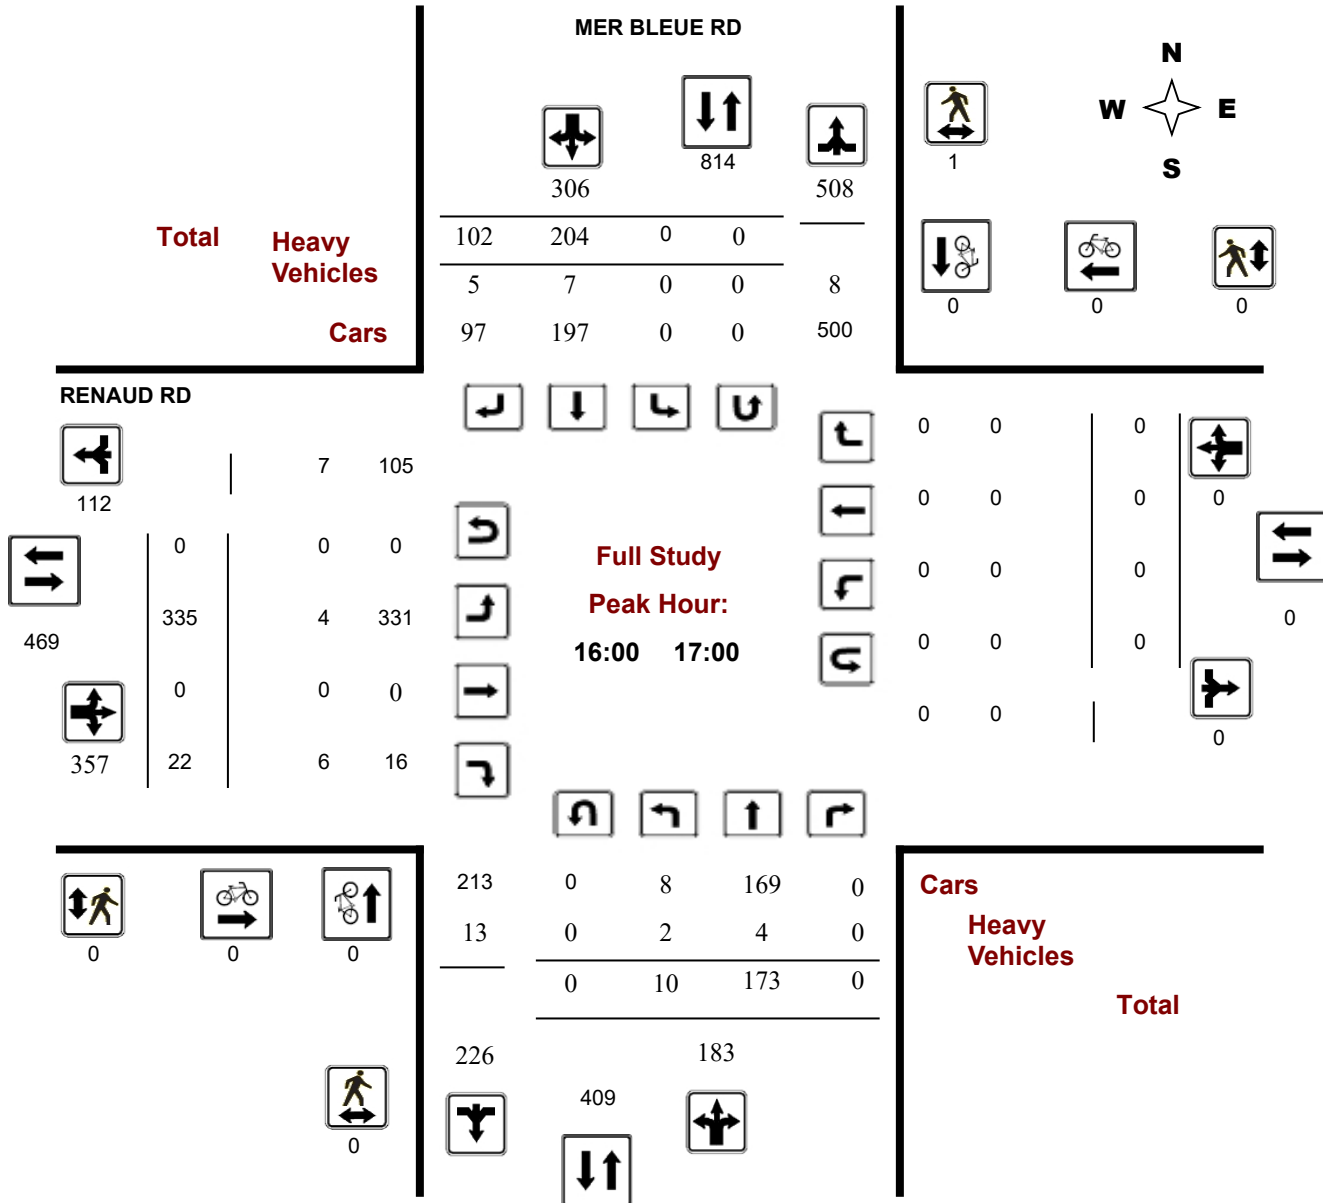 MER BLEUE RD
N
W E
S
306 814 508 1
Total Heavy Vehicles
102 204 0 0
5 7 0 0 8
Cars 97 197 0 0 500
0 0 0
RENAUD RD
112
7 105
0 0 0
335 4 331
0 0 0
22 6 16
469
357
Full Study
Peak Hour:
16:00 17:00
0 0 0
0 0 0
0 0 0
0 0 0
0 0
0
0
0
213 0 8 169 0
13 0 2 4 0
0 10 173 0
226 183
409
0 0 0
0
Cars
Heavy
Vehicles
Total